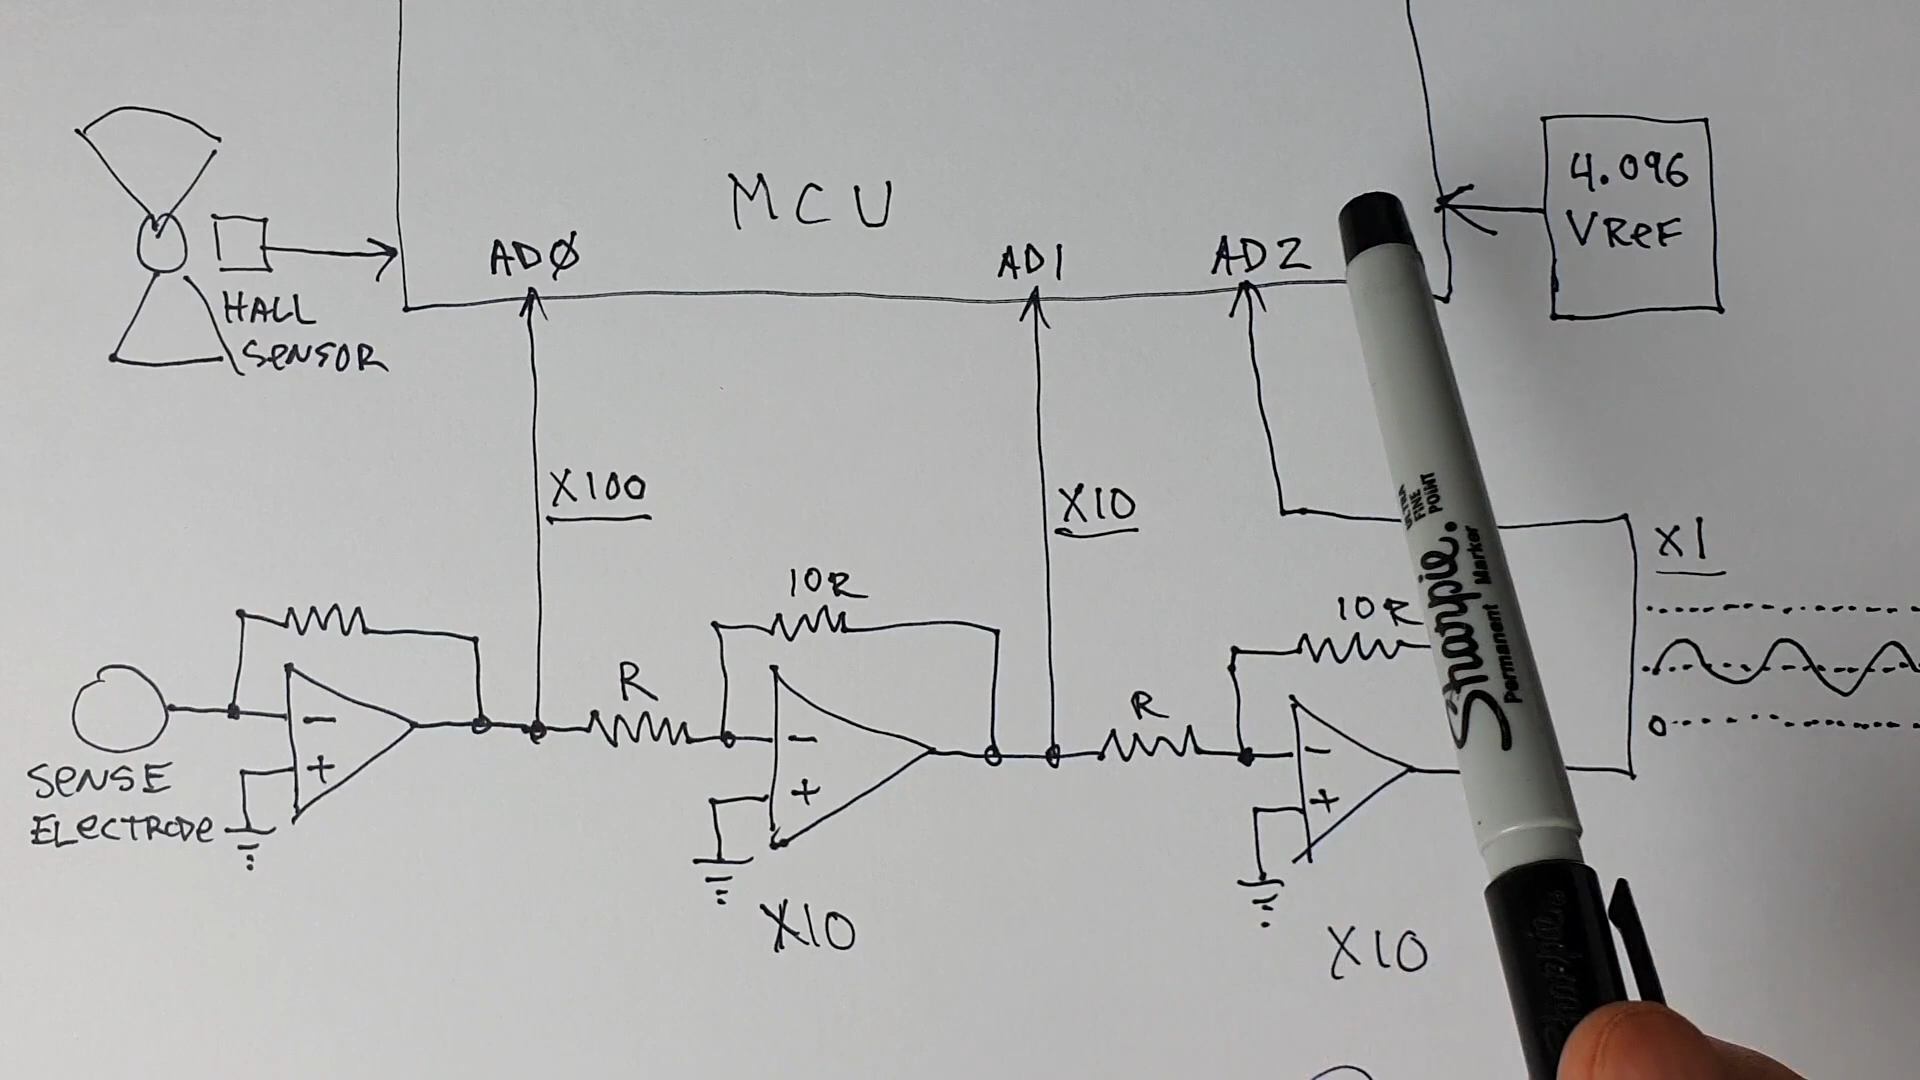 MCU
4.096
VREF
ADØ
AD1
AD2
HALL
SENSOR
X100
X10
X1
10R
10R
R
R
-
+
-
+
-
+
SENSE
ELECTRODE
X10
X10
ULTRA
FINE
POINT
Sharpie.
Permanent Marker